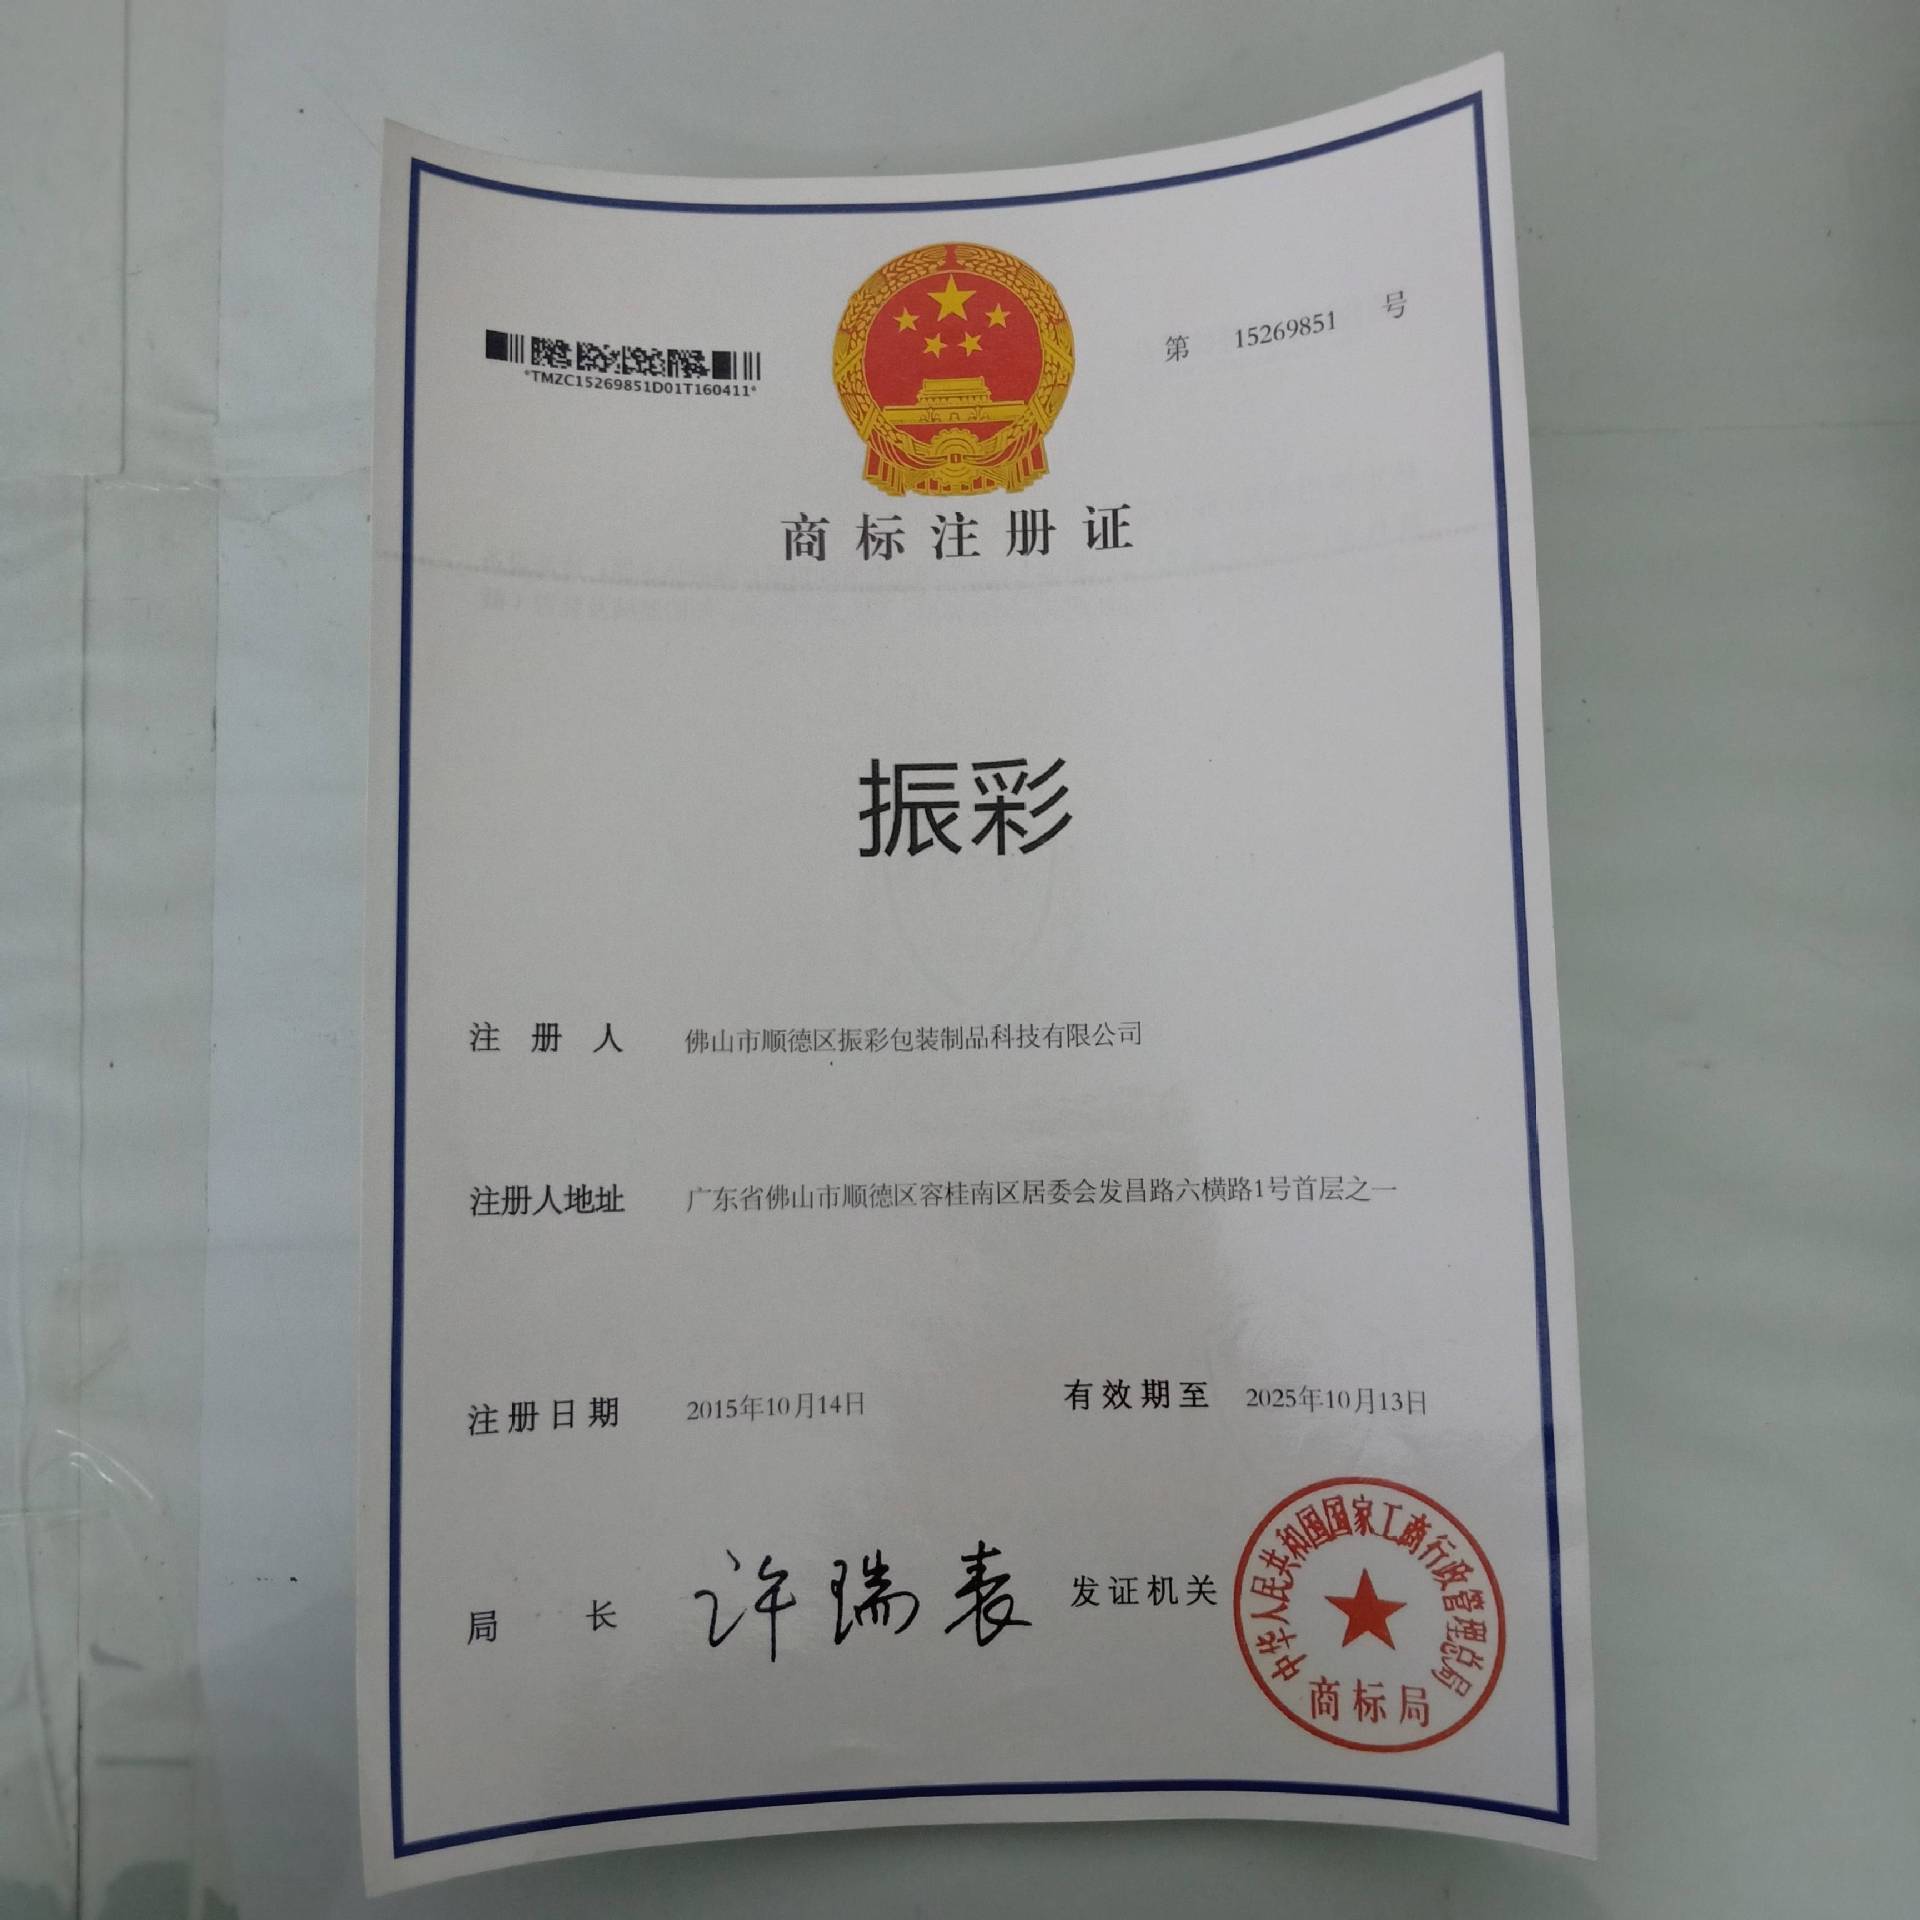 *TMZC15269851D01T160411*
第 15269851 号
商标注册证
振彩
注册人 佛山市顺德区振彩包装制品科技有限公司
注册人地址 广东省佛山市顺德区容桂南区居委会发昌路六横路1号首层之一
注册日期 2015年10月14日 有效期至 2025年10月13日
局长 许瑞表 发证机关
中华人民共和国国家工商行政管理总局
商标局